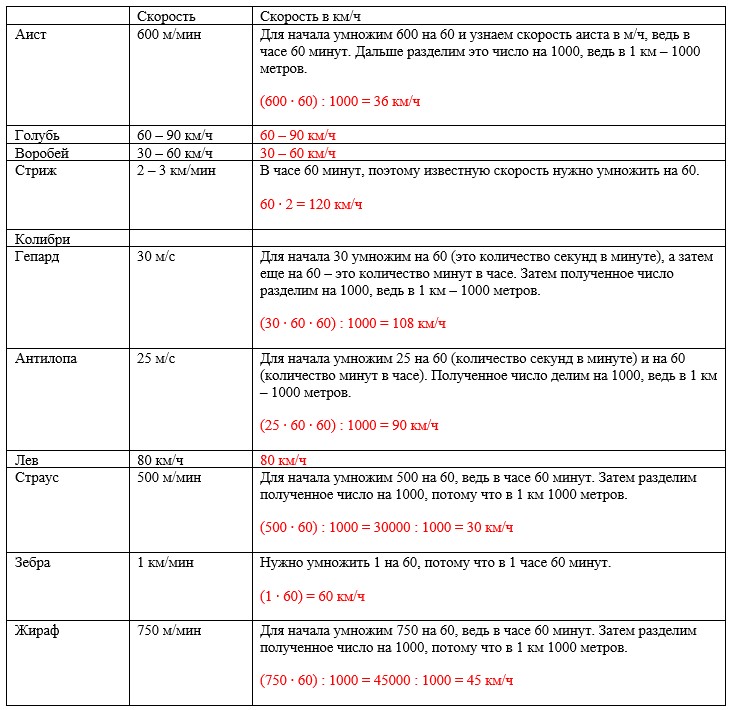 Скорость Скорость в км/ч
Аист 600 м/мин Для начала умножим 600 на 60 и узнаем скорость аиста в м/ч, ведь в
часе 60 минут. Дальше разделим это число на 1000, ведь в 1 км – 1000
метров.
(600 · 60) : 1000 = 36 км/ч
Голубь 60 – 90 км/ч 60 – 90 км/ч
Воробей 30 – 60 км/ч 30 – 60 км/ч
Стриж 2 – 3 км/мин В часе 60 минут, поэтому известную скорость нужно умножить на 60.
60 · 2 = 120 км/ч
Колибри
Гепард 30 м/с Для начала 30 умножим на 60 (это количество секунд в минуте), а затем
еще на 60 – это количество минут в часе. Затем полученное число
разделим на 1000, ведь в 1 км – 1000 метров.
(30 · 60 · 60) : 1000 = 108 км/ч
Антилопа 25 м/с Для начала умножим 25 на 60 (количество секунд в минуте) и на 60
(количество минут в часе). Полученное число делим на 1000, ведь в 1 км
– 1000 метров.
(25 · 60 · 60) : 1000 = 90 км/ч
Лев 80 км/ч 80 км/ч
Страус 500 м/мин Для начала умножим 500 на 60, ведь в часе 60 минут. Затем разделим
полученное число на 1000, потому что в 1 км 1000 метров.
(500 · 60) : 1000 = 30000 : 1000 = 30 км/ч
Зебра 1 км/мин Нужно умножить 1 на 60, потому что в 1 часе 60 минут.
(1 · 60) = 60 км/ч
Жираф 750 м/мин Для начала умножим 750 на 60, ведь в часе 60 минут. Затем разделим
полученное число на 1000, потому что в 1 км 1000 метров.
(750 · 60) : 1000 = 45000 : 1000 = 45 км/ч